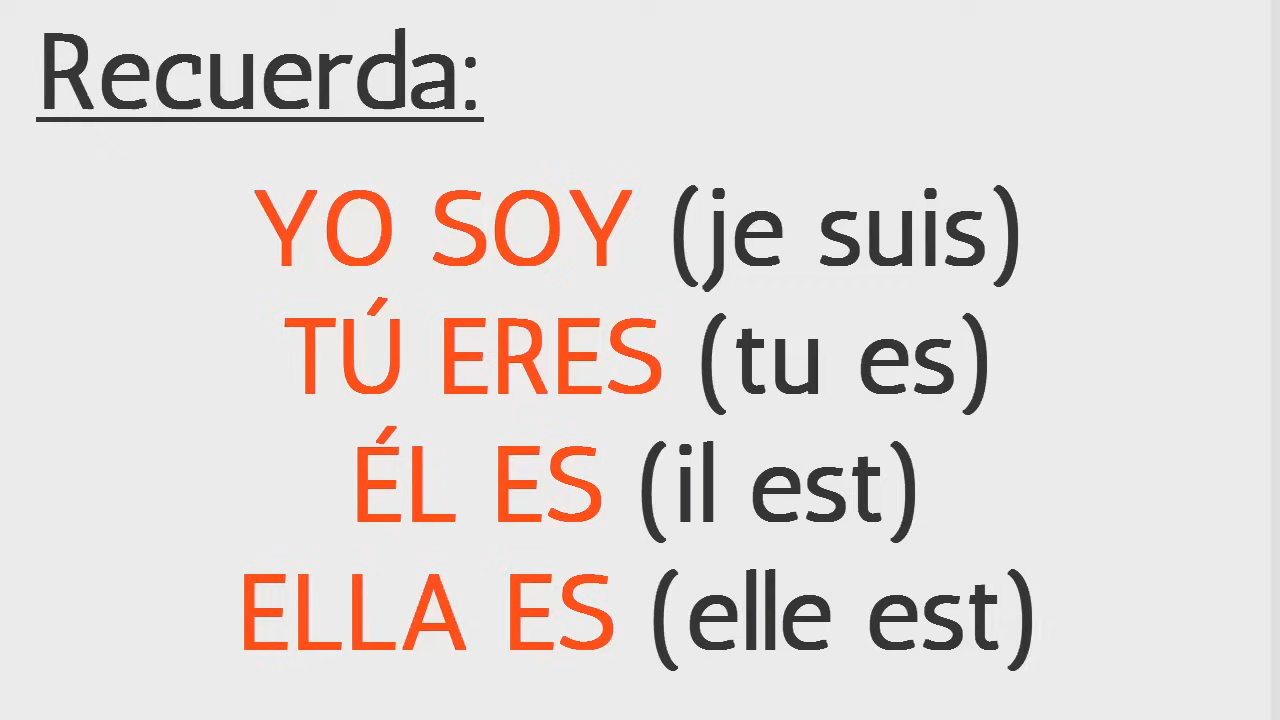 Recuerda:
YO SOY (je suis)
TÚ ERES (tu es)
ÉL ES (il est)
ELLA ES (elle est)